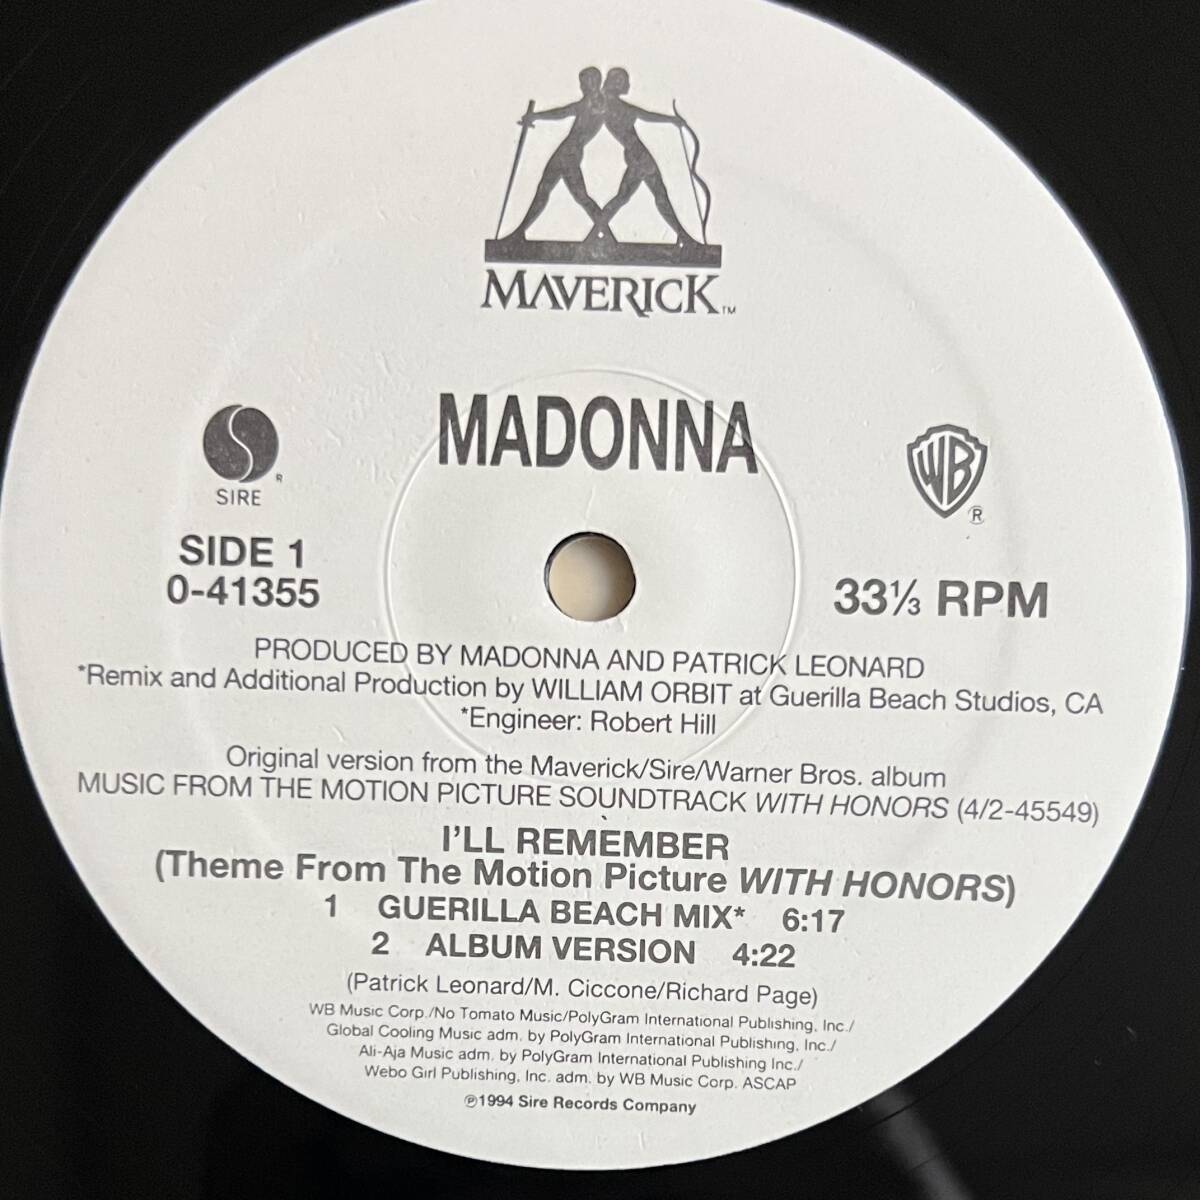 MAVERICK™
MADONNA
SIRE ®
WB ®
SIDE 1
0-41355
33⅓ RPM
PRODUCED BY MADONNA AND PATRICK LEONARD
*Remix and Additional Production by WILLIAM ORBIT at Guerilla Beach Studios, CA
*Engineer: Robert Hill
Original version from the Maverick/Sire/Warner Bros. album
MUSIC FROM THE MOTION PICTURE SOUNDTRACK WITH HONORS (4/2-45549)
I'LL REMEMBER
(Theme From The Motion Picture WITH HONORS)
1 GUERILLA BEACH MIX* 6:17
2 ALBUM VERSION 4:22
(Patrick Leonard/M. Ciccone/Richard Page)
WB Music Corp./No Tomato Music/PolyGram International Publishing, Inc./
Global Cooling Music adm. by PolyGram International Publishing, Inc./
Ali-Aja Music adm. by PolyGram International Publishing Inc./
Webo Girl Publishing, Inc. adm. by WB Music Corp. ASCAP
℗1994 Sire Records Company